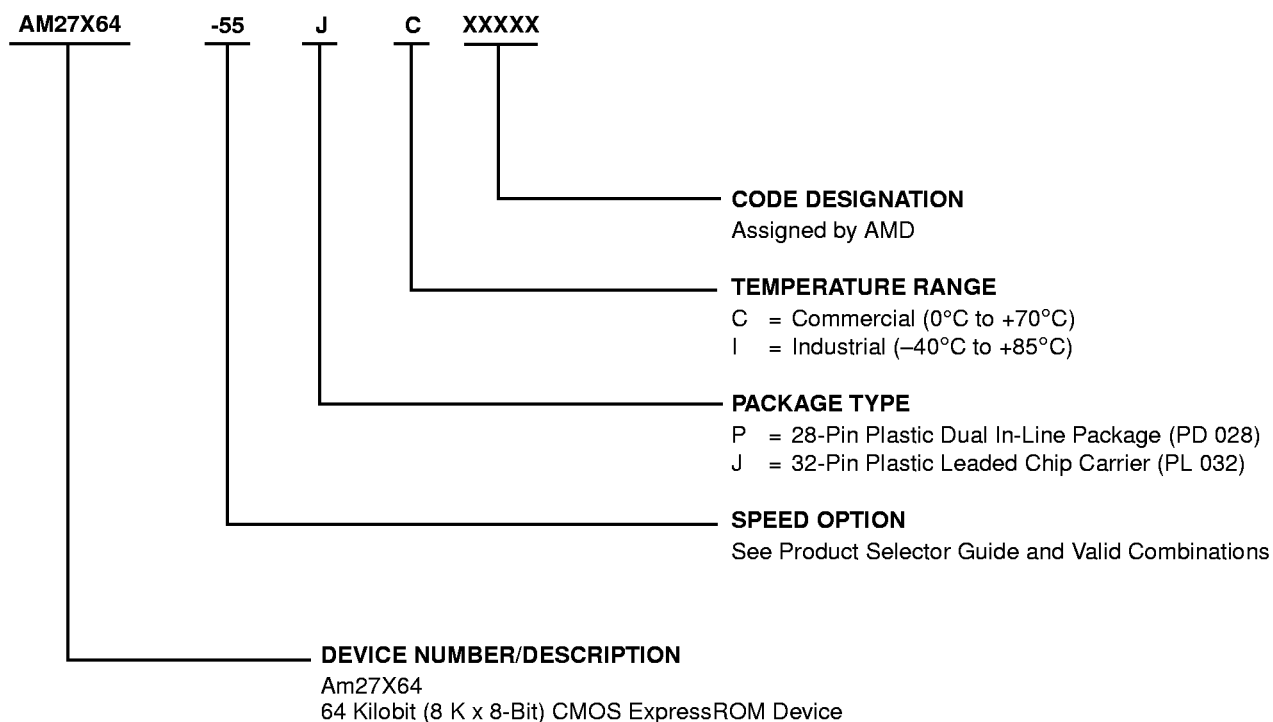 AM27X64 -55 J C XXXXX
CODE DESIGNATION
Assigned by AMD
TEMPERATURE RANGE
C = Commercial (0°C to +70°C)
I = Industrial (–40°C to +85°C)
PACKAGE TYPE
P = 28-Pin Plastic Dual In-Line Package (PD 028)
J = 32-Pin Plastic Leaded Chip Carrier (PL 032)
SPEED OPTION
See Product Selector Guide and Valid Combinations
DEVICE NUMBER/DESCRIPTION
Am27X64
64 Kilobit (8 K x 8-Bit) CMOS ExpressROM Device